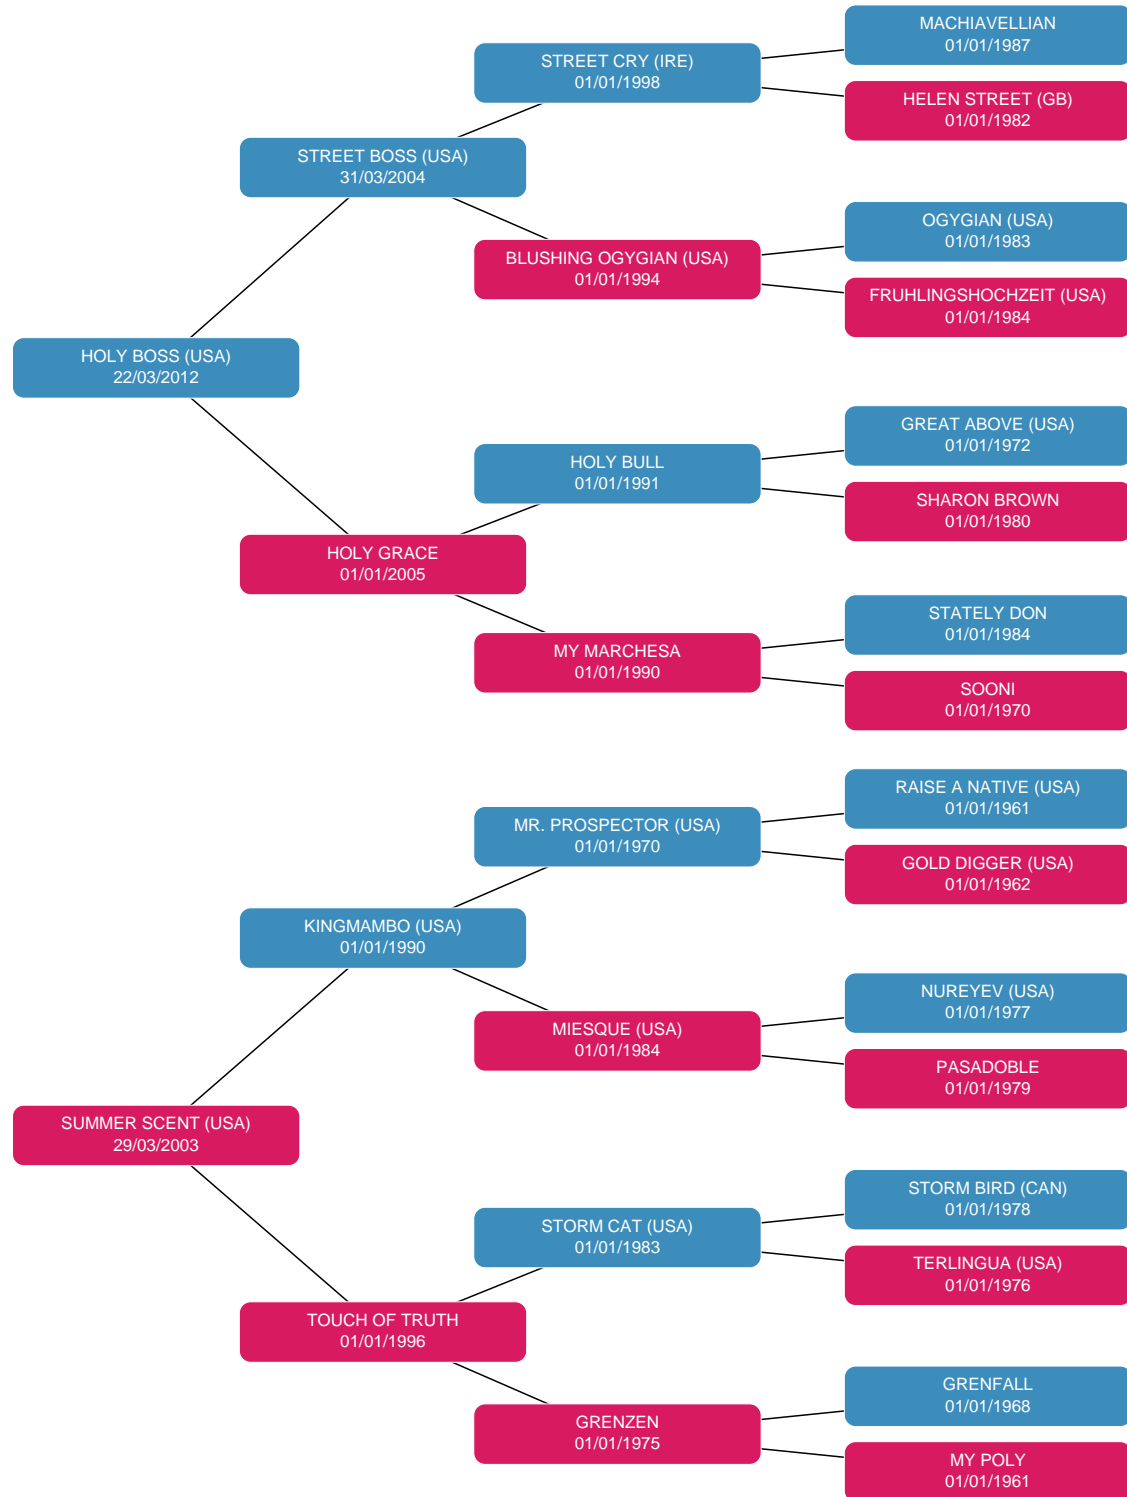 MACHIAVELLIAN
01/01/1987
STREET CRY (IRE)
01/01/1998
HELEN STREET (GB)
01/01/1982
STREET BOSS (USA)
31/03/2004
OGYGIAN (USA)
01/01/1983
BLUSHING OGYGIAN (USA)
01/01/1994
FRUHLINGSHOCHZEIT (USA)
01/01/1984
HOLY BOSS (USA)
22/03/2012
GREAT ABOVE (USA)
01/01/1972
HOLY BULL
01/01/1991
SHARON BROWN
01/01/1980
HOLY GRACE
01/01/2005
STATELY DON
01/01/1984
MY MARCHESA
01/01/1990
SOONI
01/01/1970
RAISE A NATIVE (USA)
01/01/1961
MR. PROSPECTOR (USA)
01/01/1970
GOLD DIGGER (USA)
01/01/1962
KINGMAMBO (USA)
01/01/1990
NUREYEV (USA)
01/01/1977
MIESQUE (USA)
01/01/1984
PASADOBLE
01/01/1979
SUMMER SCENT (USA)
29/03/2003
STORM BIRD (CAN)
01/01/1978
STORM CAT (USA)
01/01/1983
TERLINGUA (USA)
01/01/1976
TOUCH OF TRUTH
01/01/1996
GRENFALL
01/01/1968
GRENZEN
01/01/1975
MY POLY
01/01/1961